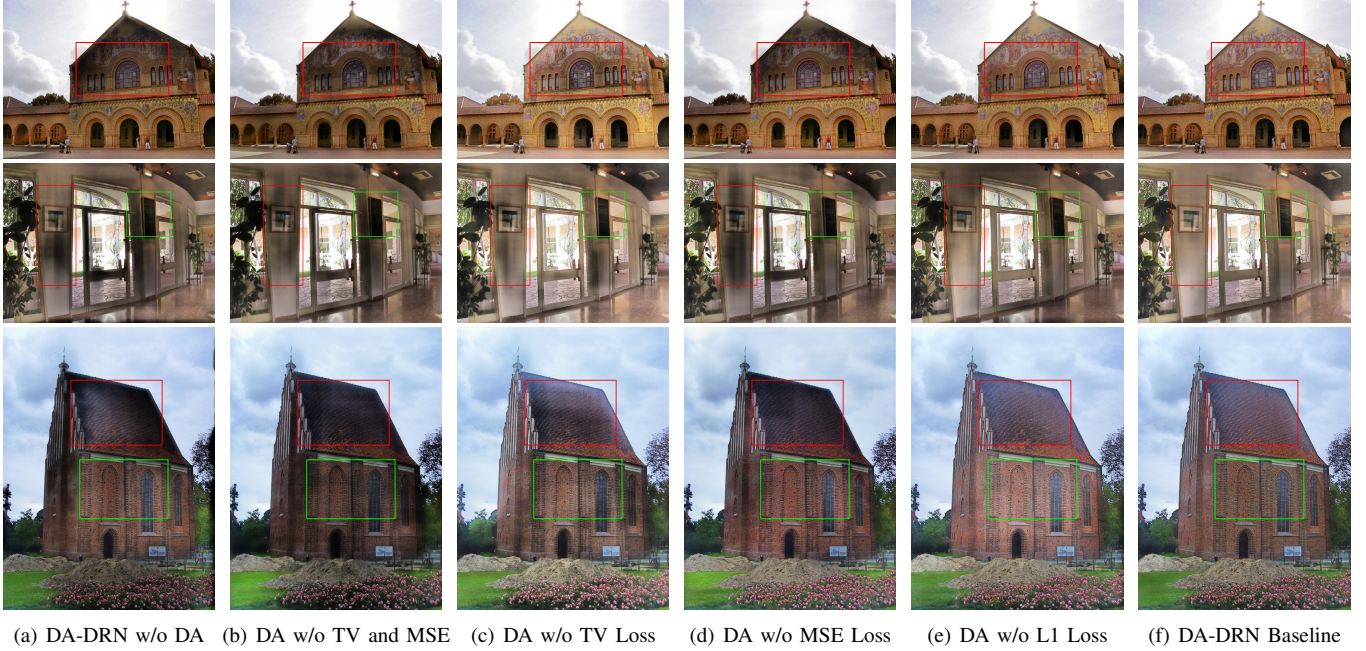 (a) DA-DRN w/o DA
(b) DA w/o TV and MSE
(c) DA w/o TV Loss
(d) DA w/o MSE Loss
(e) DA w/o L1 Loss
(f) DA-DRN Baseline